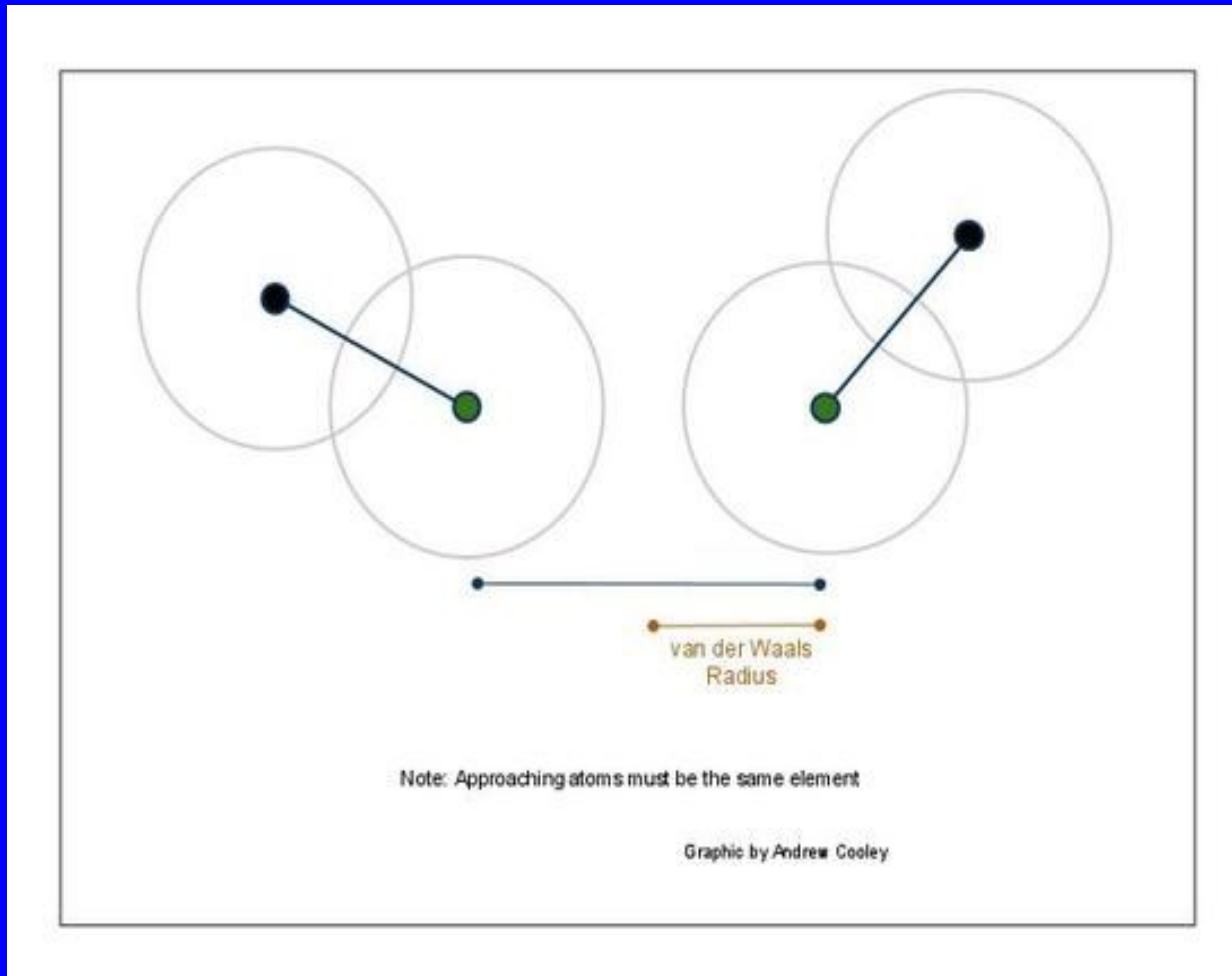 van der Waals
Radius
Note: Approaching atoms must be the same element
Graphic by Andrew Cooley